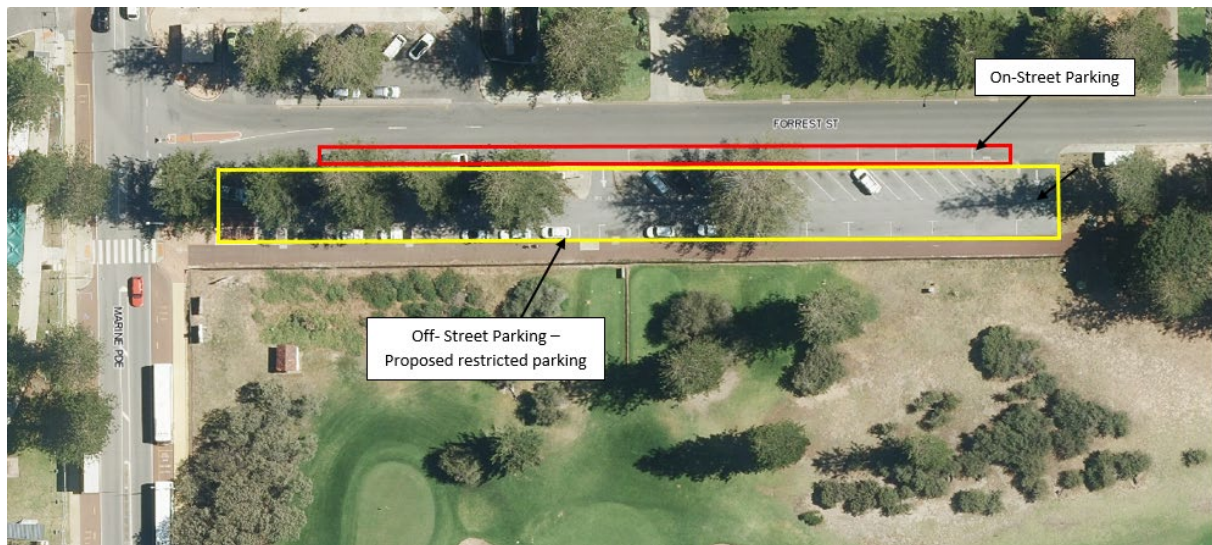 On-Street Parking
FORREST ST
Off- Street Parking –
Proposed restricted parking
MARINE PDE